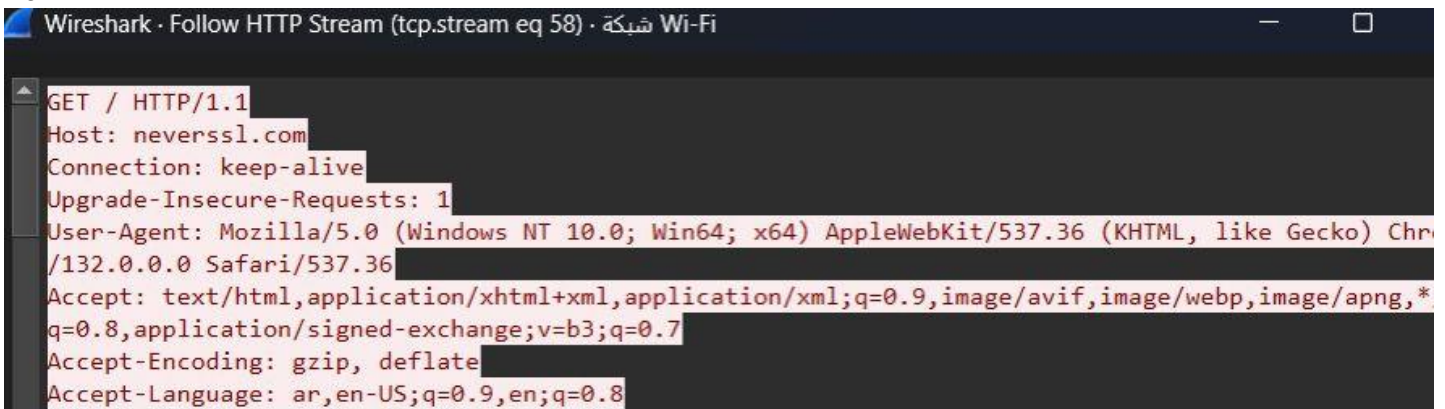 Wireshark · Follow HTTP Stream (tcp.stream eq 58) · شبكة Wi-Fi
GET / HTTP/1.1
Host: neverssl.com
Connection: keep-alive
Upgrade-Insecure-Requests: 1
User-Agent: Mozilla/5.0 (Windows NT 10.0; Win64; x64) AppleWebKit/537.36 (KHTML, like Gecko) Chr
/132.0.0.0 Safari/537.36
Accept: text/html,application/xhtml+xml,application/xml;q=0.9,image/avif,image/webp,image/apng,*
q=0.8,application/signed-exchange;v=b3;q=0.7
Accept-Encoding: gzip, deflate
Accept-Language: ar,en-US;q=0.9,en;q=0.8